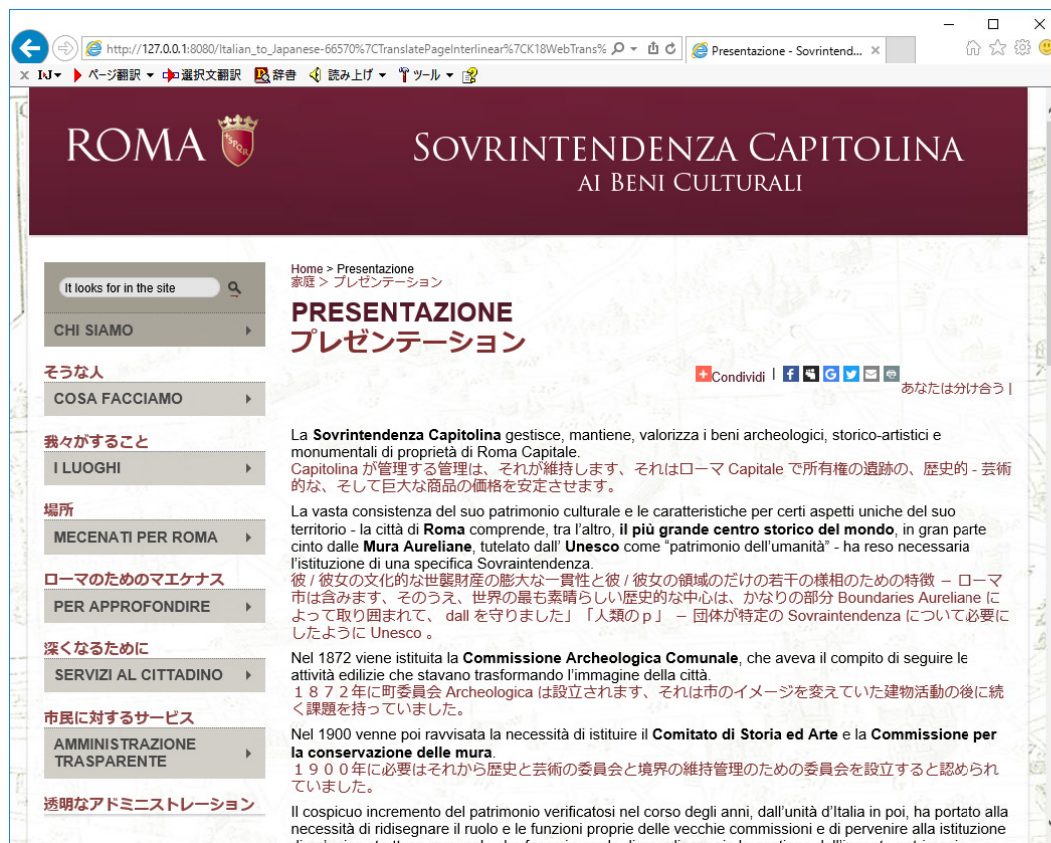 http://127.0.0.1:8080/Italian_to_Japanese-66570%7CTranslatePageInterlinear%7CK18WebTrans%
Presentazione - Sovrintend...
ページ翻訳 選択文翻訳 辞書 読み上げ ツール
ROMA
SPQR
SOVRINTENDENZA CAPITOLINA
AI BENI CULTURALI
It looks for in the site
CHI SIAMO
そうな人
COSA FACCIAMO
我々がすること
I LUOGHI
場所
MECENATI PER ROMA
ローマのためのマエケナス
PER APPROFONDIRE
深くなるために
SERVIZI AL CITTADINO
市民に対するサービス
AMMINISTRAZIONE
TRASPARENTE
透明なアドミニストレーション
Home > Presentazione
家庭 > プレゼンテーション
PRESENTAZIONE
プレゼンテーション
Condividi |
あなたは分け合う |
La Sovrintendenza Capitolina gestisce, mantiene, valorizza i beni archeologici, storico-artistici e
monumentali di proprietà di Roma Capitale.
Capitolina が管理する管理は、それが維持します、それはローマ Capitale で所有権の遺跡の、歴史的 - 芸術
的な、そして巨大な商品の価格を安定させます。
La vasta consistenza del suo patrimonio culturale e le caratteristiche per certi aspetti uniche del suo
territorio - la città di Roma comprende, tra l'altro, il più grande centro storico del mondo, in gran parte
cinto dalle Mura Aureliane, tutelato dall' Unesco come “patrimonio dell'umanità” - ha reso necessaria
l'istituzione di una specifica Sovraintendenza.
彼 / 彼女の文化的な世襲財産の膨大な一貫性と彼 / 彼女の領域のだけの若干の様相のための特徴 － ローマ
市は含みます、そのうえ、世界の最も素晴らしい歴史的な中心は、かなりの部分 Boundaries Aureliane に
よって取り囲まれて、 dall を守りました」「人類のｐ」 － 団体が特定の Sovraintendenza について必要に
したように Unesco 。
Nel 1872 viene istituita la Commissione Archeologica Comunale, che aveva il compito di seguire le
attività edilizie che stavano trasformando l'immagine della città.
１８７２年に町委員会 Archeologica は設立されます、それは市のイメージを変えていた建物活動の後に続
く課題を持っていました。
Nel 1900 venne poi ravvisata la necessità di istituire il Comitato di Storia ed Arte e la Commissione per
la conservazione delle mura.
１９００年に必要はそれから歴史と芸術の委員会と境界の維持管理のための委員会を設立すると認められ
ていました。
Il cospicuo incremento del patrimonio verificatosi nel corso degli anni, dall'unità d'Italia in poi, ha portato alla
necessità di ridisegnare il ruolo e le funzioni proprie delle vecchie commissioni e di pervenire alla istituzione